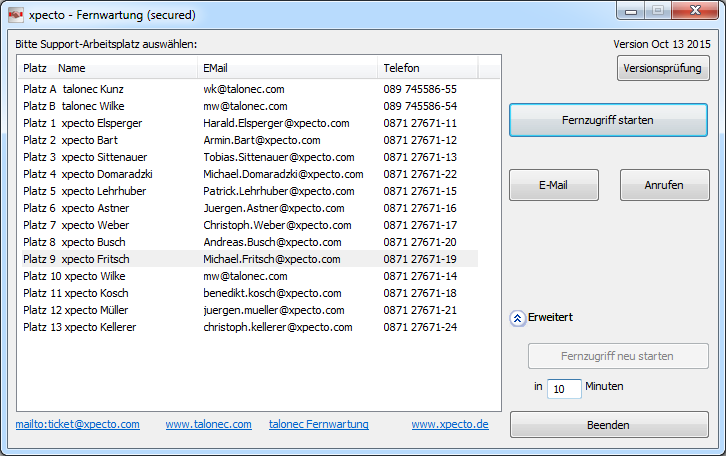 xpecto - Fernwartung (secured)
Bitte Support-Arbeitsplatz auswählen:
Version Oct 13 2015
Versionsprüfung
Platz Name EMail Telefon
Platz A talonec Kunz wk@talonec.com 089 745586-55
Platz B talonec Wilke mw@talonec.com 089 745586-54
Platz 1 xpecto Elsperger Harald.Elsperger@xpecto.com 0871 27671-11
Platz 2 xpecto Bart Armin.Bart@xpecto.com 0871 27671-12
Platz 3 xpecto Sittenauer Tobias.Sittenauer@xpecto.com 0871 27671-13
Platz 4 xpecto Domaradzki Michael.Domaradzki@xpecto.com 0871 27671-22
Platz 5 xpecto Lehrhuber Patrick.Lehrhuber@xpecto.com 0871 27671-15
Platz 6 xpecto Astner Juergen.Astner@xpecto.com 0871 27671-16
Platz 7 xpecto Weber Christoph.Weber@xpecto.com 0871 27671-17
Platz 8 xpecto Busch Andreas.Busch@xpecto.com 0871 27671-20
Platz 9 xpecto Fritsch Michael.Fritsch@xpecto.com 0871 27671-19
Platz 10 xpecto Wilke mw@talonec.com 0871 27671-14
Platz 11 xpecto Kosch benedikt.kosch@xpecto.com 0871 27671-18
Platz 12 xpecto Müller juergen.mueller@xpecto.com 0871 27671-21
Platz 13 xpecto Kellerer christoph.kellerer@xpecto.com 0871 27671-24
Fernzugriff starten
E-Mail Anrufen
Erweitert
Fernzugriff neu starten
in 10 Minuten
Beenden
mailto:ticket@xpecto.com www.talonec.com talonec Fernwartung www.xpecto.de